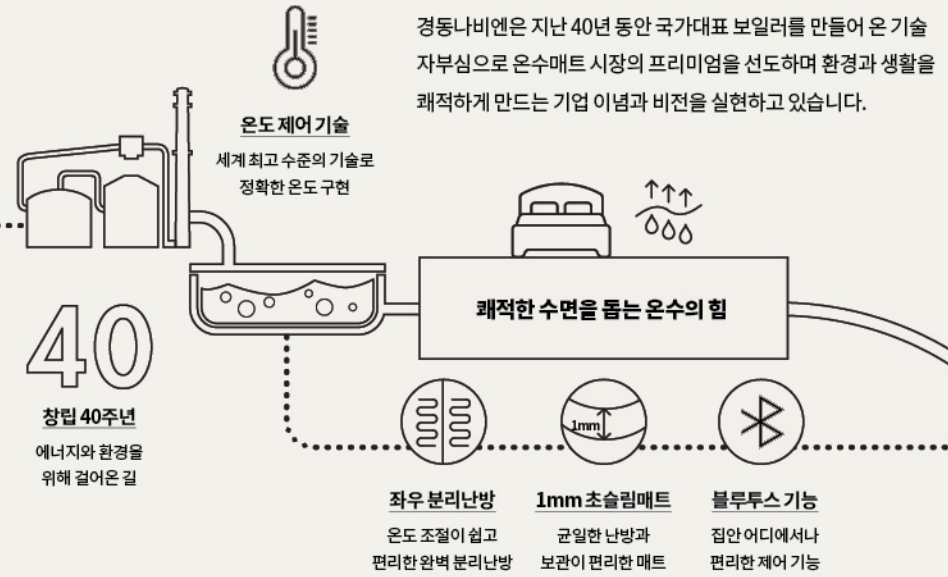 경동나비엔은 지난 40년 동안 국가대표 보일러를 만들어 온 기술
자부심으로 온수매트 시장의 프리미엄을 선도하며 환경과 생활을
쾌적하게 만드는 기업 이념과 비전을 실현하고 있습니다.
온도 제어 기술
세계 최고 수준의 기술로
정확한 온도 구현
쾌적한 수면을 돕는 온수의 힘
40
창립 40주년
에너지와 환경을
위해 걸어온 길
1mm
좌우 분리난방
온도 조절이 쉽고
편리한 완벽 분리난방
1mm 초슬림매트
균일한 난방과
보관이 편리한 매트
블루투스 기능
집안 어디에서나
편리한 제어 기능